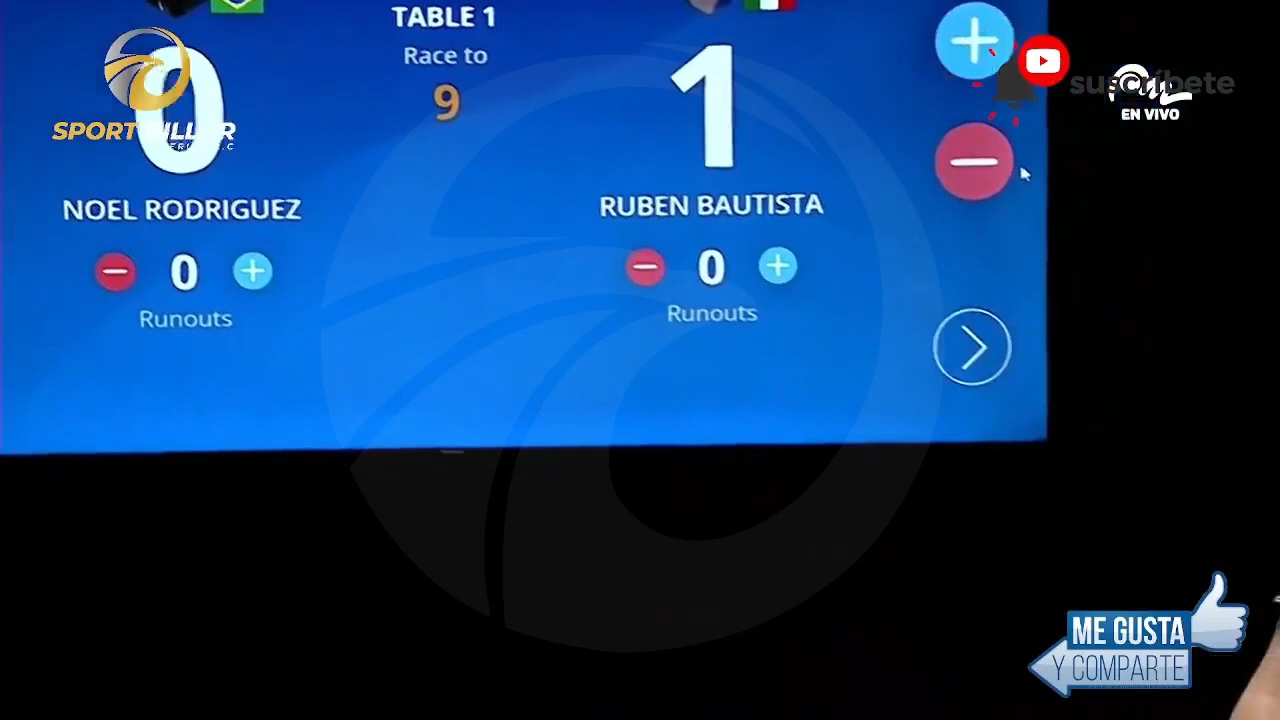 TABLE 1
Race to
9
0
1
SPORT
suscríbete
EN VIVO
NOEL RODRIGUEZ
RUBEN BAUTISTA
0
0
Runouts
Runouts
ME GUSTA
Y COMPARTE